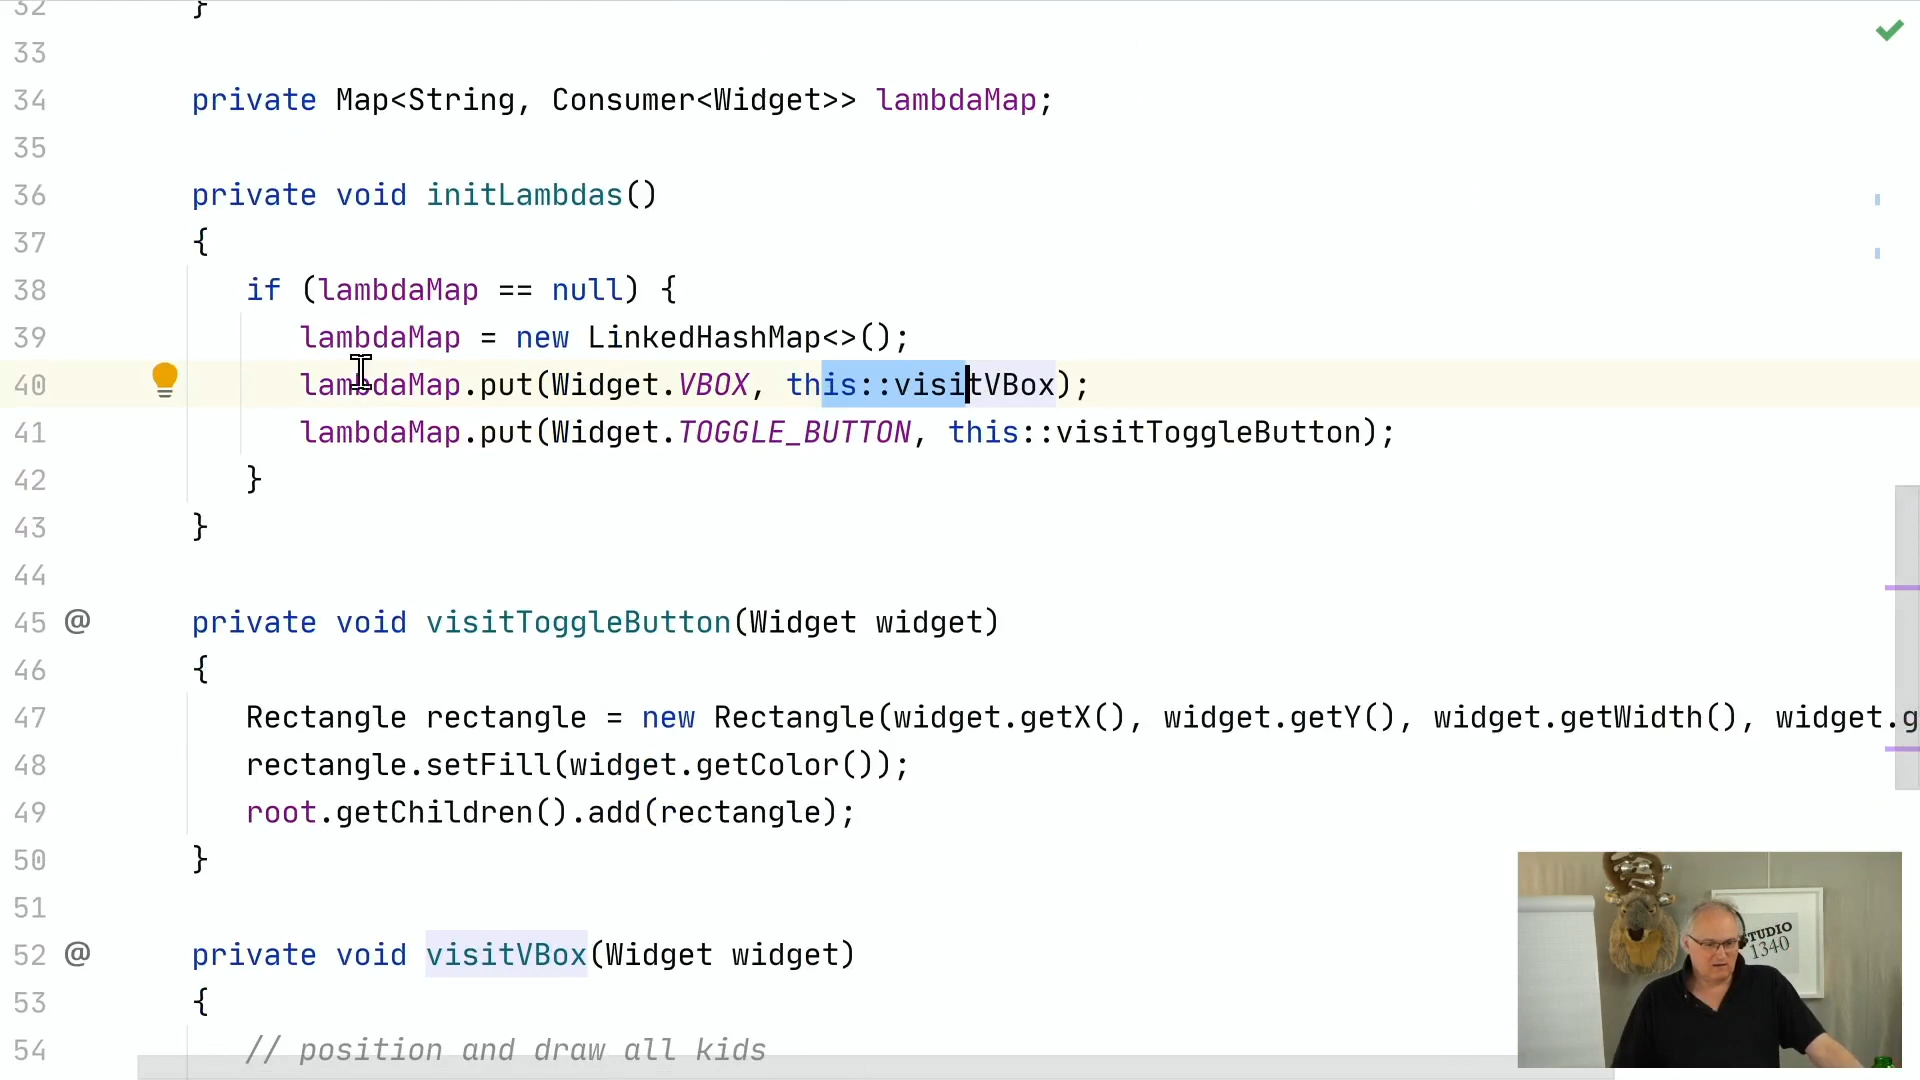 32 }
33
34 private Map<String, Consumer<Widget>> lambdaMap;
35
36 private void initLambdas()
37 {
38 if (lambdaMap == null) {
39 lambdaMap = new LinkedHashMap<>();
40 lambdaMap.put(Widget.VBOX, this::visitVBox);
41 lambdaMap.put(Widget.TOGGLE_BUTTON, this::visitToggleButton);
42 }
43 }
44
45 @ private void visitToggleButton(Widget widget)
46 {
47 Rectangle rectangle = new Rectangle(widget.getX(), widget.getY(), widget.getWidth(), widget.g
48 rectangle.setFill(widget.getColor());
49 root.getChildren().add(rectangle);
50 }
51
52 @ private void visitVBox(Widget widget)
53 {
54 // position and draw all kids
STUDIO
1340